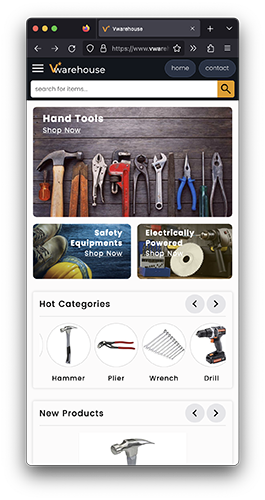 Vwarehouse
https://www.vwareh
Vwarehouse
home
contact
search for items...
Hand Tools
Shop Now
Safety
Equipments
Shop Now
Electrically
Powered
Shop Now
Hot Categories
Hammer
Plier
Wrench
Drill
New Products